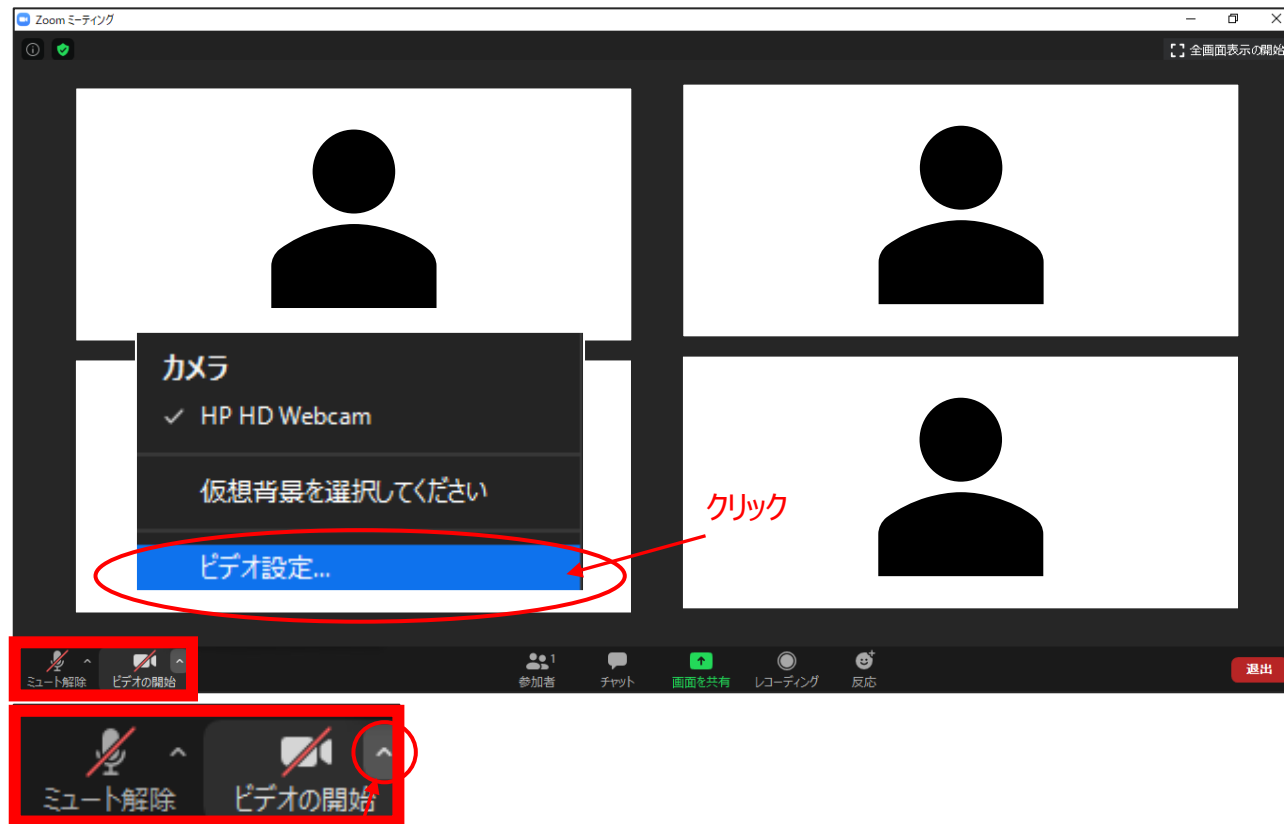 Zoom ミーティング
全画面表示の開始
カメラ
✓ HP HD Webcam
仮想背景を選択してください
クリック
ビデオ設定...
ミュート解除 ビデオの開始 参加者 1 チャット 画面を共有 レコーディング 反応 退出
ミュート解除 ビデオの開始